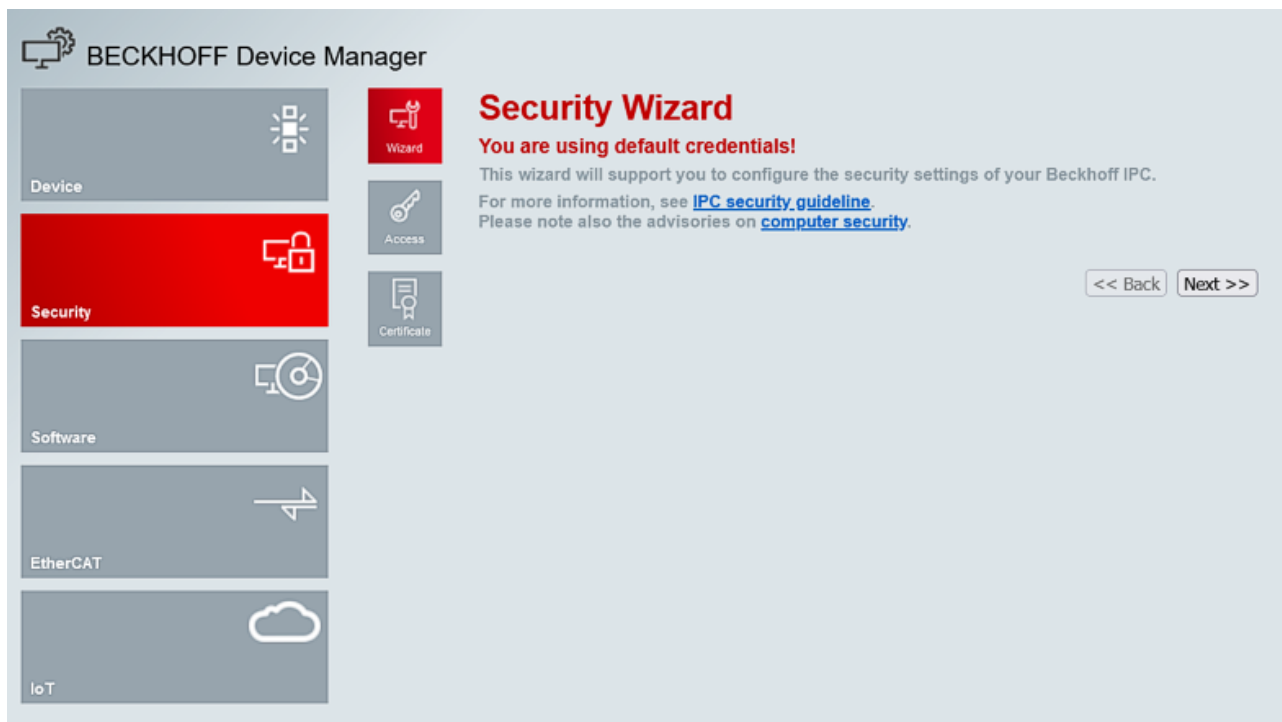 BECKHOFF Device Manager
Device
Security
Software
EtherCAT
IoT
Wizard
Access
Certificate
Security Wizard
You are using default credentials!
This wizard will support you to configure the security settings of your Beckhoff IPC.
For more information, see IPC security guideline.
Please note also the advisories on computer security.
<< Back Next >>